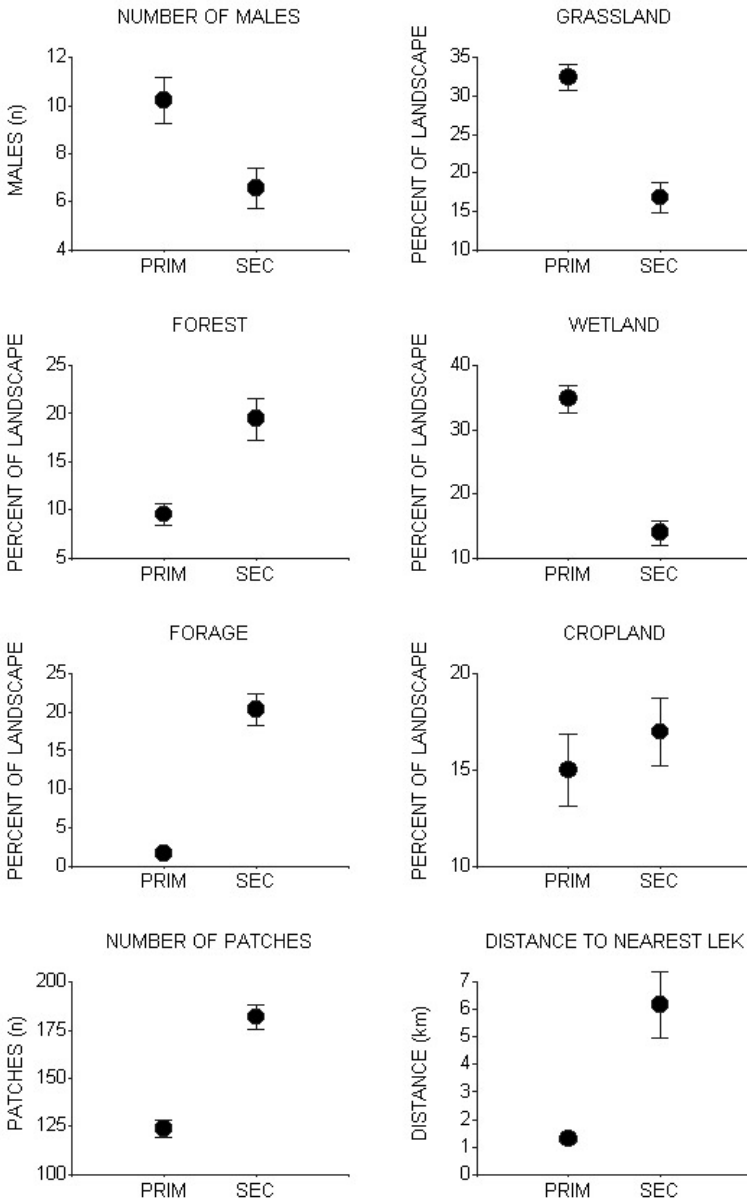 NUMBER OF MALES
MALES (n)
12
10
8
6
4
PRIM SEC
GRASSLAND
PERCENT OF LANDSCAPE
35
30
25
20
15
10
PRIM SEC
FOREST
PERCENT OF LANDSCAPE
25
20
15
10
5
PRIM SEC
WETLAND
PERCENT OF LANDSCAPE
40
30
20
10
PRIM SEC
FORAGE
PERCENT OF LANDSCAPE
25
20
15
10
5
0
PRIM SEC
CROPLAND
PERCENT OF LANDSCAPE
20
15
10
PRIM SEC
NUMBER OF PATCHES
PATCHES (n)
200
175
150
125
100
PRIM SEC
DISTANCE TO NEAREST LEK
DISTANCE (km)
7
6
5
4
3
2
1
0
PRIM SEC